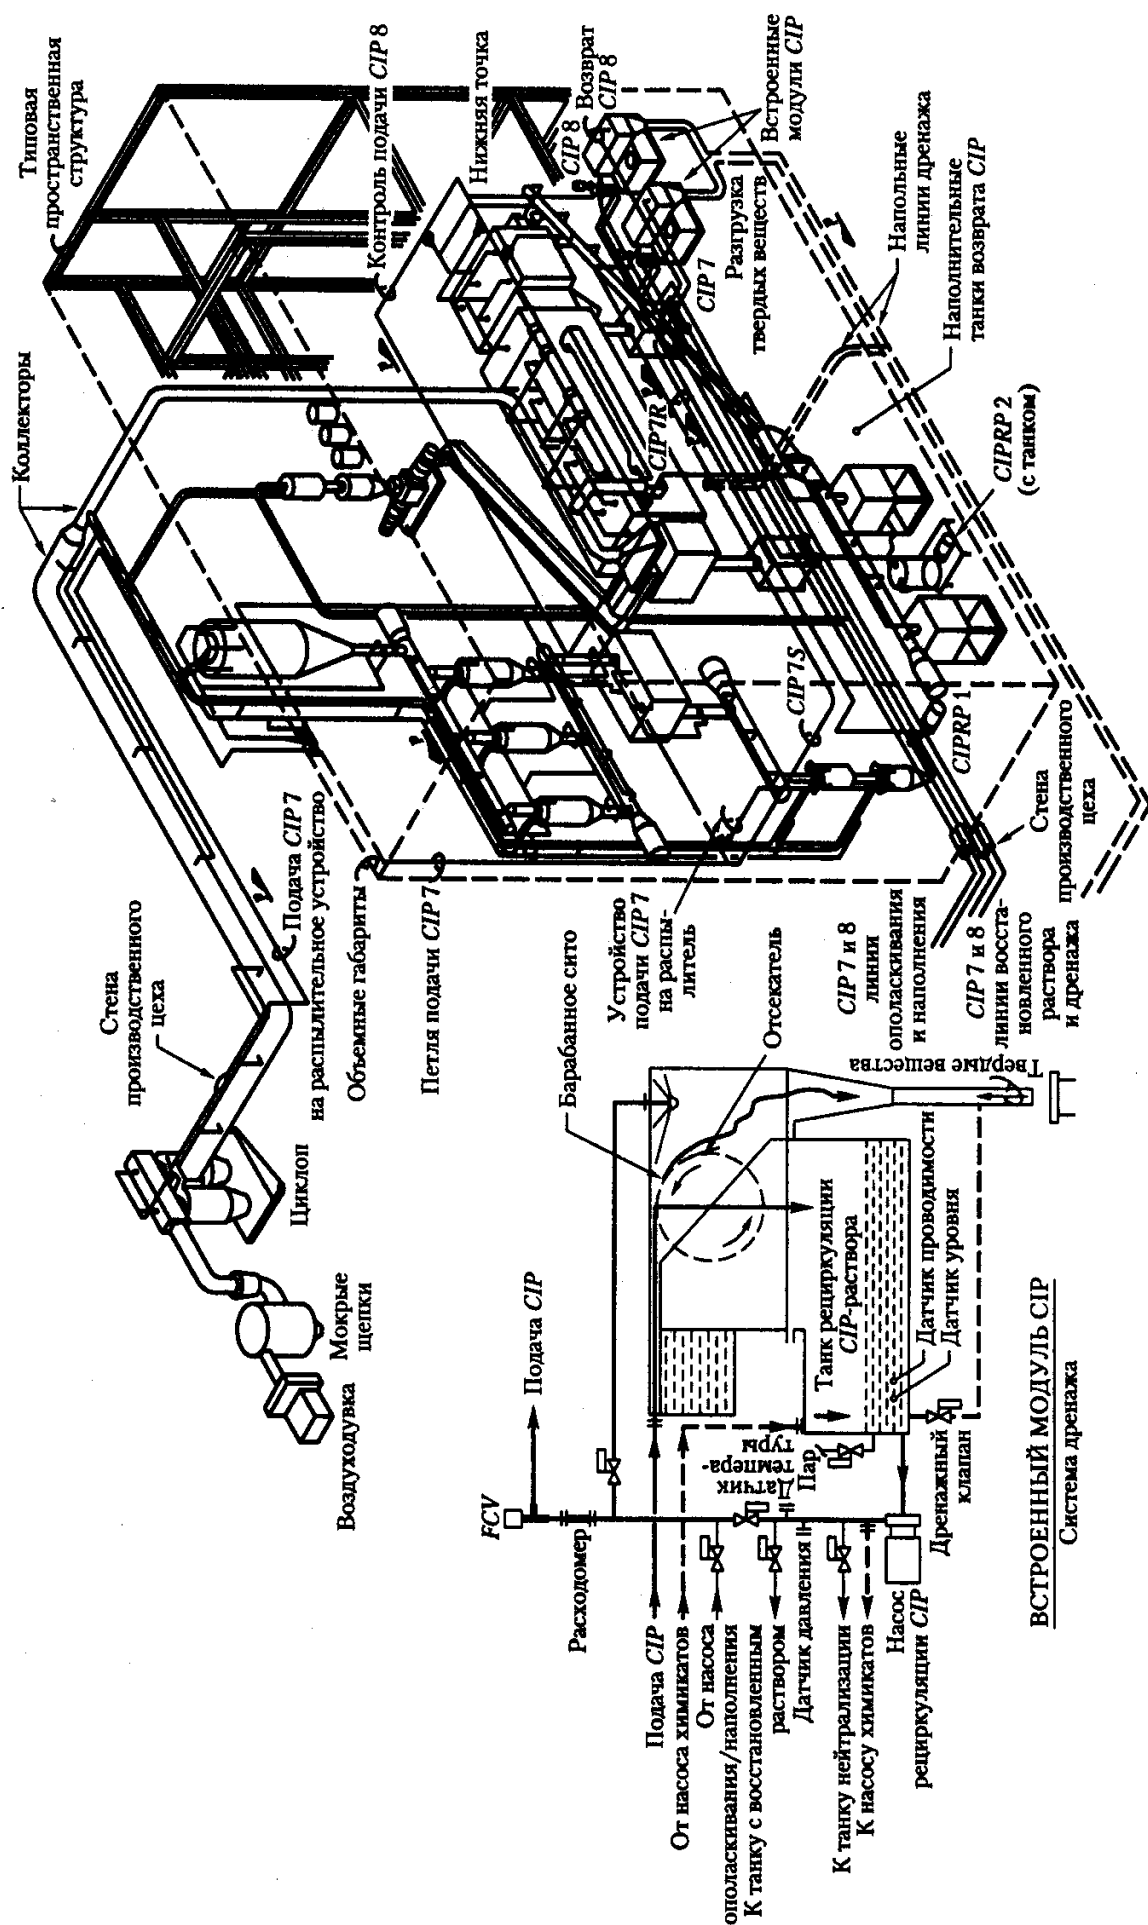 Воздуходувка
Мокрые
щепки
Циклон
Стена
производственного
цеха
Коллекторы
Типовая
пространственная
структура
Подача CIP 7
на распылительное устройство
Объемные габариты
Петля подачи CIP 7
Контроль подачи CIP 8
Нижняя точка
CIP 8
Возврат
CIP 8
Встроенные
модули CIP
CIP 7
Разгрузка
твердых веществ
CIP 7R
Напольные
линии дренажа
Наполнительные
танки возврата CIP
CIPRP 2
(с танком)
CIP 7S
CIPRP 1
Устройство
подачи CIP 7
на распы-
литель
CIP 7 и 8
линии
ополаскивания
и наполнения
CIP 7 и 8
линии восста-
новленного
раствора
и дренажа
Стена
производственного
цеха
FCV
Подача CIP
Расходомер
Барабанное сито
Отсекатель
Подача CIP
От насоса химикатов
От насоса
ополаскивания/наполнения
К танку с восстановленным
раствором
Датчик давления
К танку нейтрализации
К насосу химикатов
Насос
рециркуляции CIP
Датчик
темпера-
туры
Пар
Танк рециркуляции
CIP-раствора
Датчик проводимости
Датчик уровня
Дренажный
клапан
Твердые вещества
ВСТРОЕННЫЙ МОДУЛЬ CIP
Система дренажа